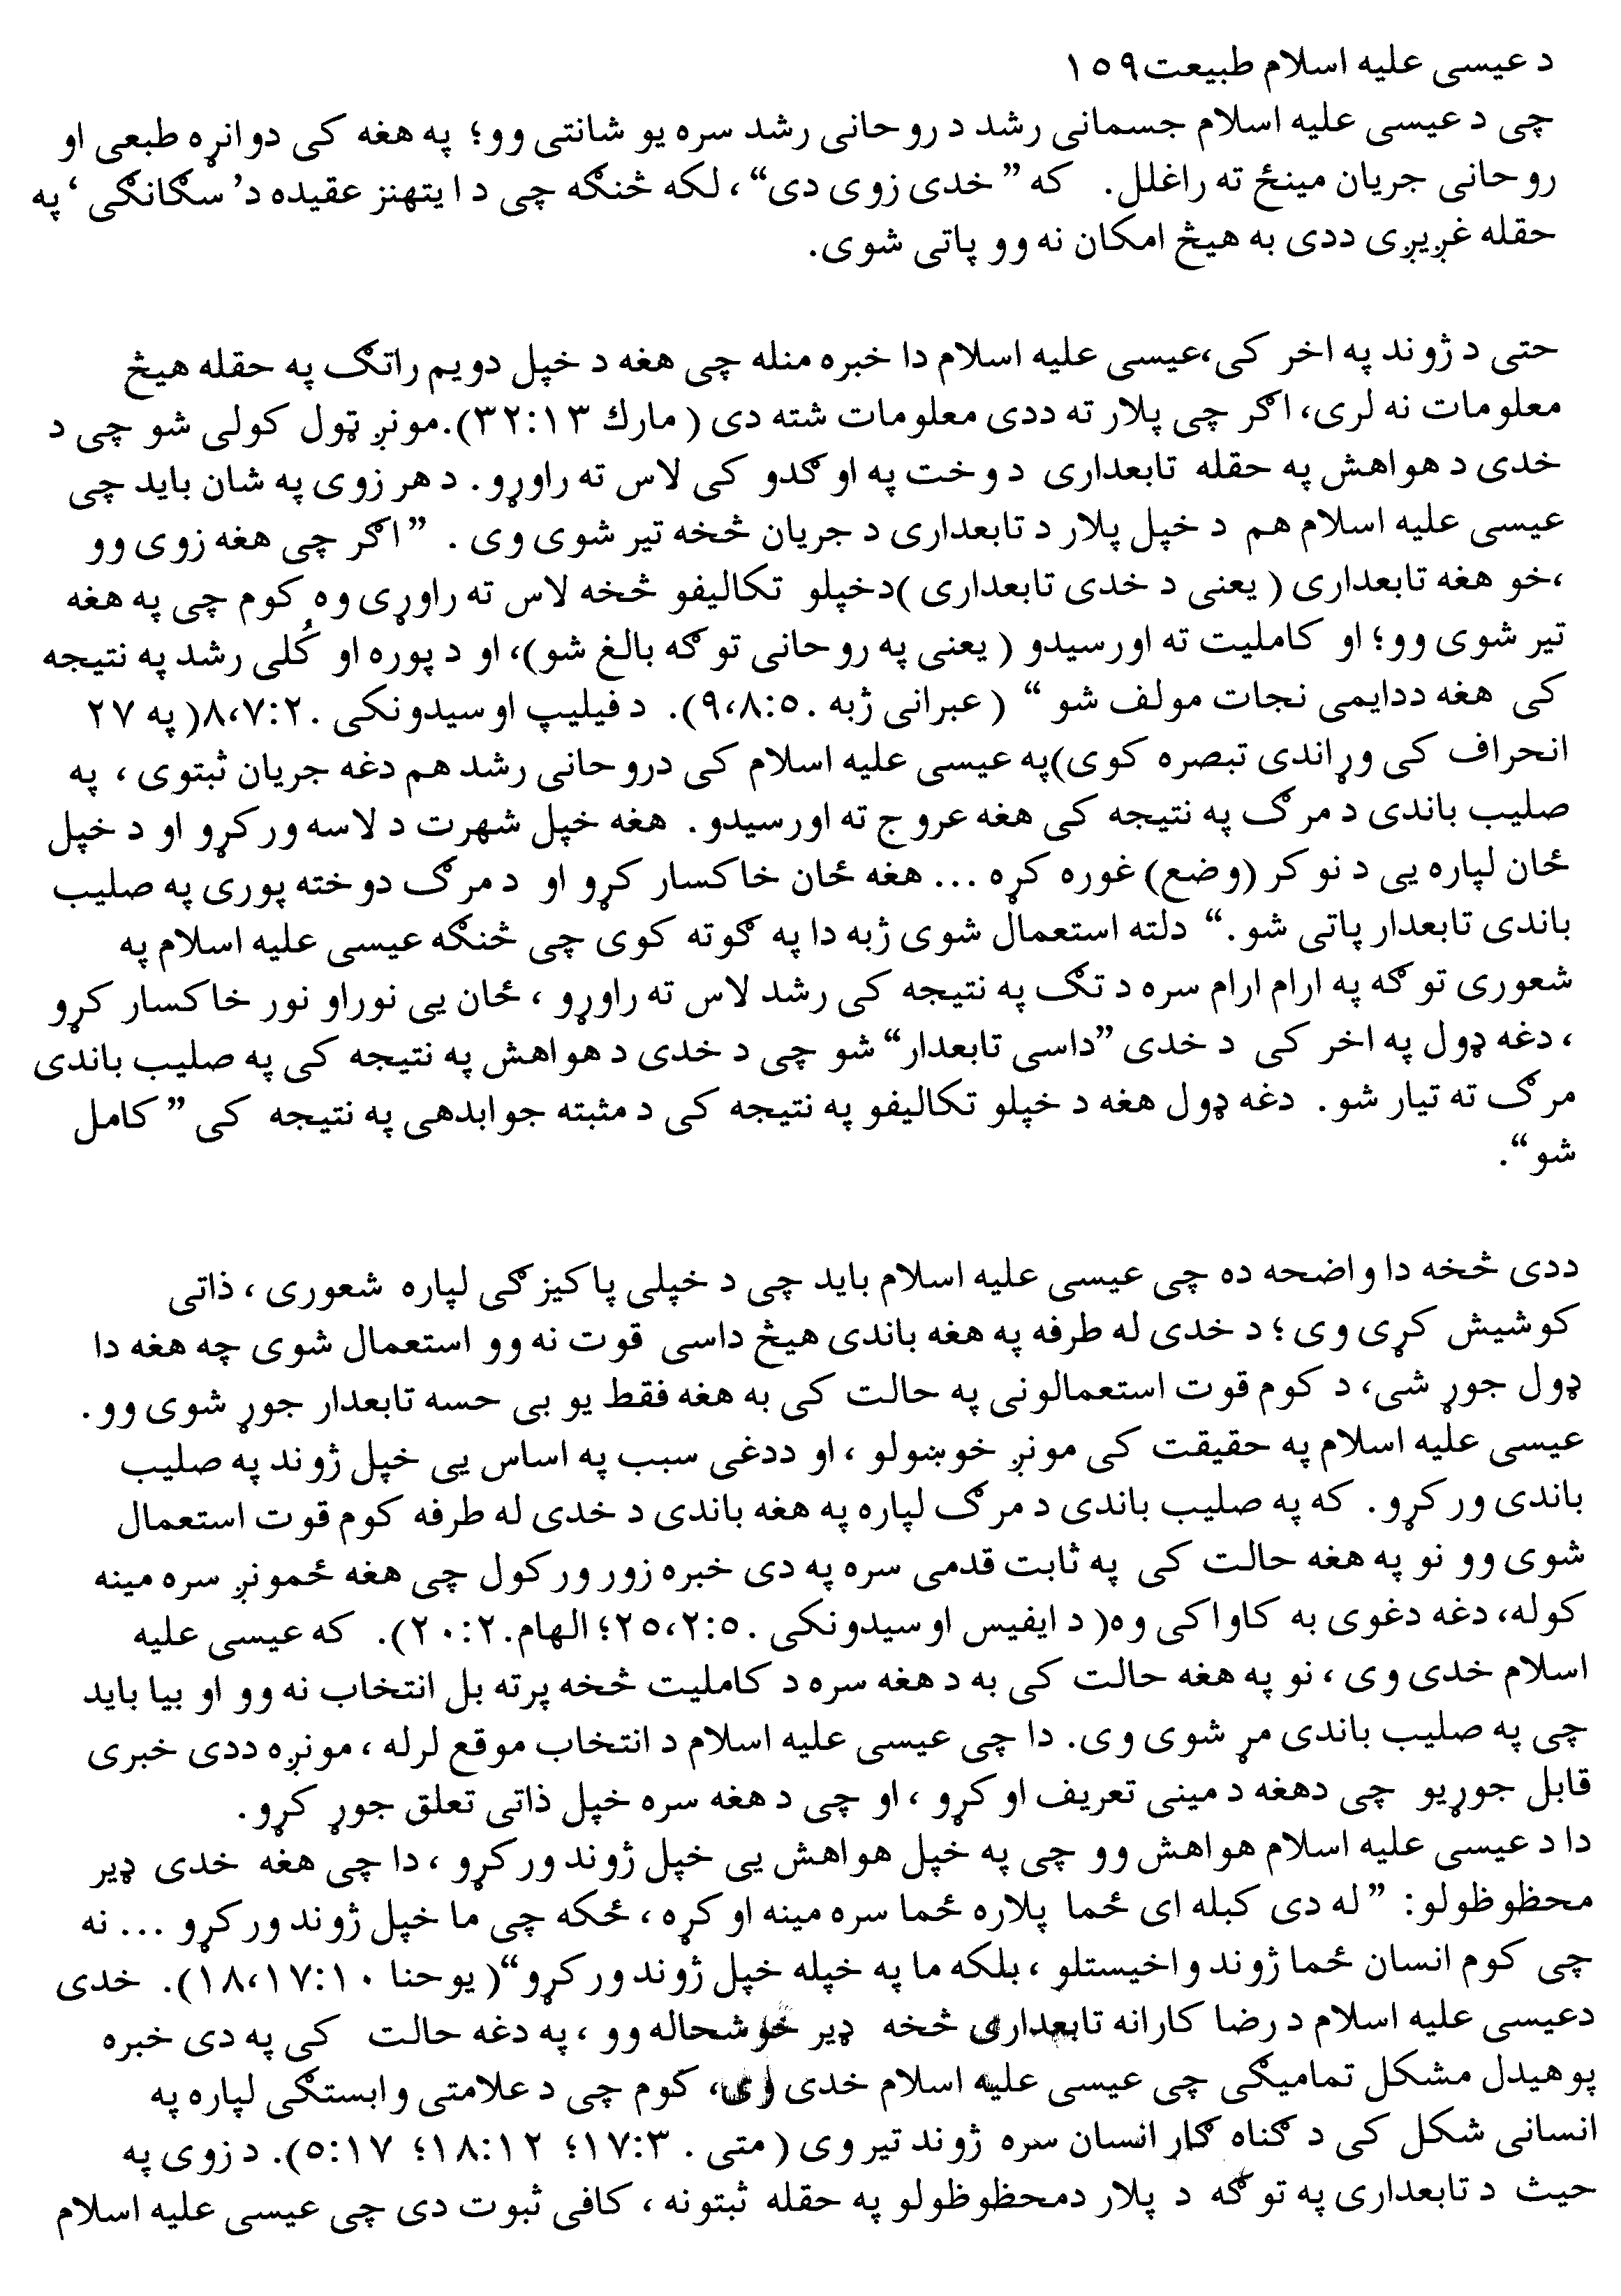 د عیسی علیه اسلام طبیعت۱۵۹
چی د عیسی علیه اسلام جسمانی رشد د روحانی رشد سره یو شانتی وو؛ په هغه کی دوانړه طبعی او
روحانی جریان مینځ ته راغلل. که ” خدی زوی دی“، لکه څنګه چی د ایتهنز عقیده د’ سګانګی ‘ په
حقله غږیږی ددی به هیڅ امکان نه وو پاتی شوی.

حتی د ژوند په اخر کی،عیسی علیه اسلام دا خبره منله چی هغه د خپل دویم راتګ په حقله هیڅ
معلومات نه لری، اګر چی پلار ته ددی معلومات شته دی ( مارك ۳۲:۱۳).مونږ ټول کولی شو چی د
خدی د هواهش په حقله تابعداری د وخت په اوګدو کی لاس ته راوړو. د هر زوی په شان باید چی
عیسی علیه اسلام هم د خپل پلار د تابعداری د جریان څخه تیر شوی وی . ” اګر چی هغه زوی وو
،خو هغه تابعداری ( یعنی د خدی تابعداری )دخپلو تکالیفو څخه لاس ته راوړی وه کوم چی په هغه
تیر شوی وو؛ او کاملیت ته اورسیدو ( یعنی په روحانی توګه بالغ شو)، او د پوره او کُلی رشد په نتیجه
کی هغه ددایمی نجات مولف شو “ ( عبرانی ژبه .۹،۸:۵). د فیلیپ اوسیدونکی .۸،۷:۲( په ۲۷
انحراف کی وړاندی تبصره کوی)په عیسی علیه اسلام کی دروحانی رشد هم دغه جریان ثبتوی ، په
صلیب باندی د مرګ په نتیجه کی هغه عروج ته اورسیدو. هغه خپل شهرت د لاسه ورکړو او د خپل
ځان لپاره یی د نوکر (وضع) غوره کړه ... هغه ځان خاکسار کړو او د مرګ دوخته پوری په صلیب
باندی تابعدار پاتی شو.“ دلته استعمال شوی ژبه دا په ګوته کوی چی څنګه عیسی علیه اسلام په
شعوری توګه په ارام ارام سره د تګ په نتیجه کی رشد لاس ته راوړو ، ځان یی نوراو نور خاکسار کړو
، دغه ډول په اخر کی د خدی ”داسی تابعدار“ شو چی د خدی د هواهش په نتیجه کی په صلیب باندی
مرګ ته تیار شو. دغه ډول هغه د خپلو تکالیفو په نتیجه کی د مثبته جوابدهی په نتیجه کی ” کامل
شو“.

ددی څخه دا واضحه ده چی عیسی علیه اسلام باید چی د خپلی پاکیزګی لپاره شعوری ، ذاتی
کوشیش کړی وی ؛ د خدی له طرفه په هغه باندی هیڅ داسی قوت نه وو استعمال شوی چه هغه دا
ډول جوړ شی، د کوم قوت استعمالونی په حالت کی به هغه فقط یو بی حسه تابعدار جوړ شوی وو.
عیسی علیه اسلام په حقیقت کی مونږ خوښولو ، او ددغی سبب په اساس یی خپل ژوند په صلیب
باندی ورکړو. که په صلیب باندی د مرګ لپاره په هغه باندی د خدی له طرفه کوم قوت استعمال
شوی وو نو په هغه حالت کی په ثابت قدمی سره په دی خبره زور ورکول چی هغه ځمونږ سره مینه
کوله، دغه دغوی به کاواکی وه( د ایفیس اوسیدونکی .۲۵،۲:۵؛ الهام.۲۰:۲). که عیسی علیه
اسلام خدی وی ، نو په هغه حالت کی به د هغه سره د کاملیت څخه پرته بل انتخاب نه وو او بیا باید
چی په صلیب باندی مړ شوی وی. دا چی عیسی علیه اسلام د انتخاب موقع لرله ، مونږه ددی خبری
قابل جوړیو چی دهغه د مینی تعریف اوکړو ، او چی د هغه سره خپل ذاتی تعلق جوړ کړو.
دا د عیسی علیه اسلام هواهش وو چی په خپل هواهش یی خپل ژوند ورکړو ، دا چی هغه خدی ډیر
محظوظولو: ” له دی کبله ای ځما پلاره ځما سره مینه اوکړه ، ځکه چی ما خپل ژوند ورکړو ... نه
چی کوم انسان ځما ژوند واخیستلو ، بلکه ما په خپله خپل ژوند ورکړو“( یوحنا ۱۸،۱۷:۱۰). خدی
دعیسی علیه اسلام د رضا کارانه تابعداری څخه ډیر خوشحاله وو ، په دغه حالت کی په دی خبره
پوهیدل مشکل تمامیګی چی عیسی علیه اسلام خدی وی، کوم چی د علامتی وابستګی لپاره په
انسانی شکل کی د ګناه ګار انسان سره ژوند تیروی ( متی . ۱۷:۳؛ ۱۸:۱۲؛ ۵:۱۷). د زوی په
حیث د تابعداری په توګه د پلار دمحظوظولو په حقله ثبتونه ، کافی ثبوت دی چی عیسی علیه اسلام